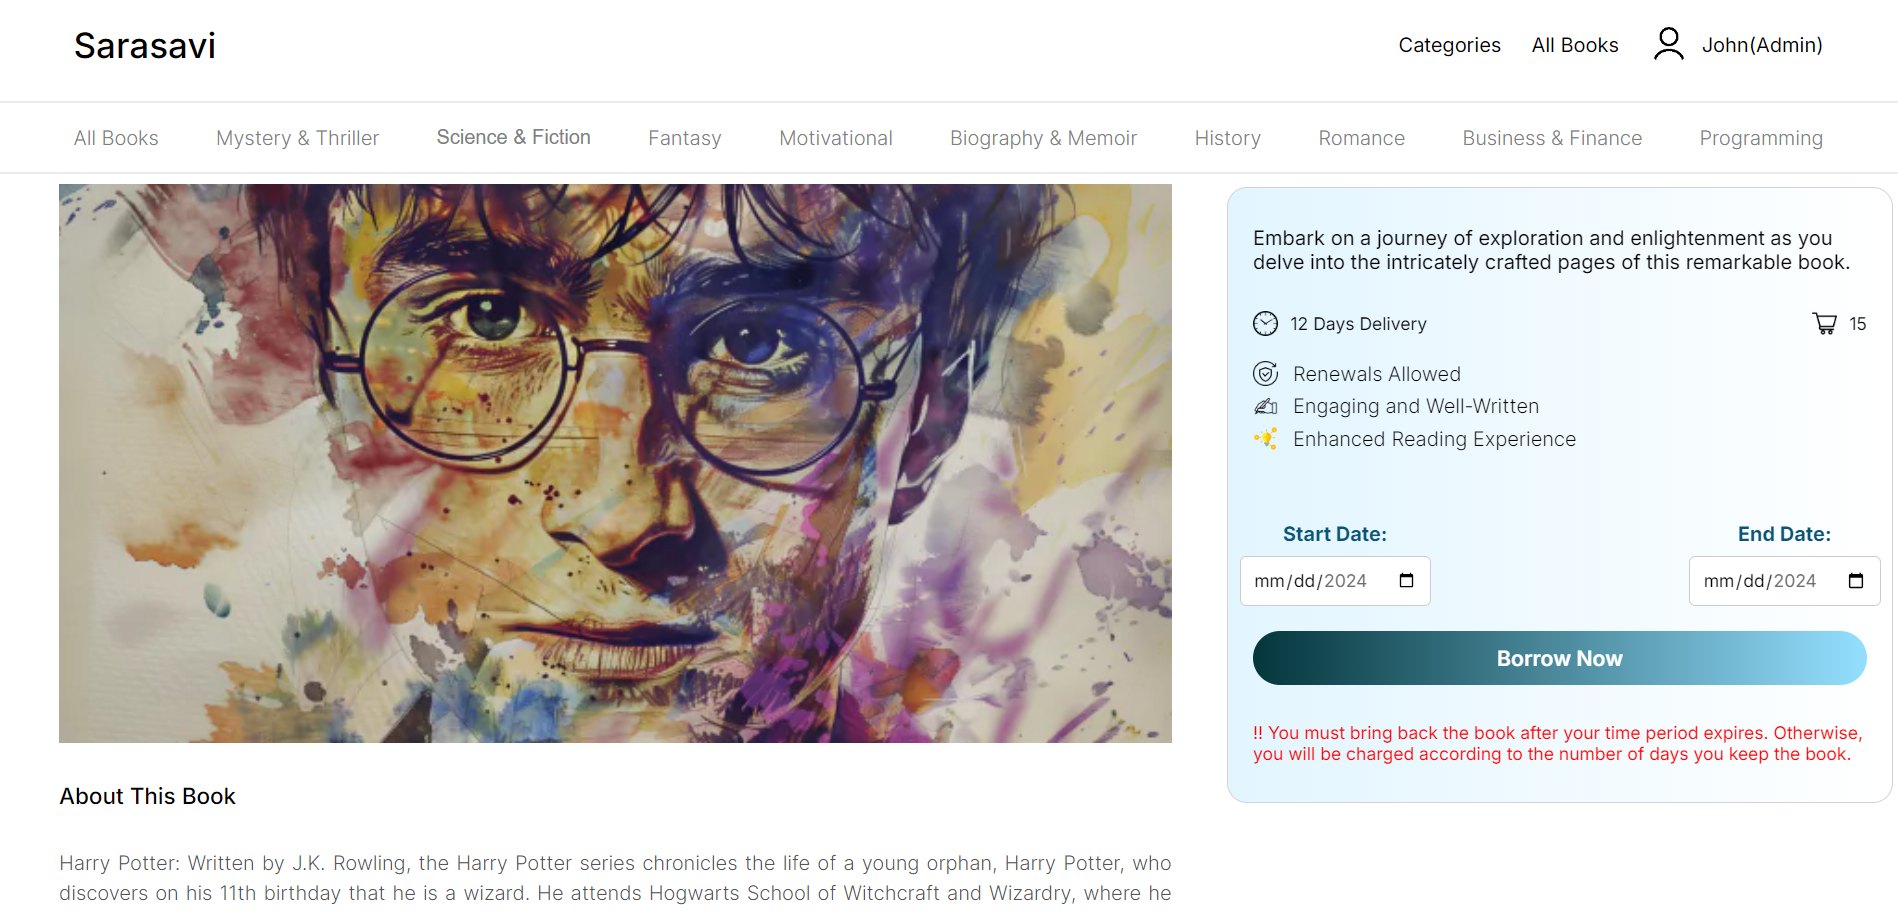 Sarasavi
Categories
All Books
John(Admin)
All Books
Mystery & Thriller
Science & Fiction
Fantasy
Motivational
Biography & Memoir
History
Romance
Business & Finance
Programming
Embark on a journey of exploration and enlightenment as you
delve into the intricately crafted pages of this remarkable book.
12 Days Delivery
15
Renewals Allowed
Engaging and Well-Written
Enhanced Reading Experience
Start Date:
End Date:
mm/dd/2024
mm/dd/2024
Borrow Now
!! You must bring back the book after your time period expires. Otherwise,
you will be charged according to the number of days you keep the book.
About This Book
Harry Potter: Written by J.K. Rowling, the Harry Potter series chronicles the life of a young orphan, Harry Potter, who
discovers on his 11th birthday that he is a wizard. He attends Hogwarts School of Witchcraft and Wizardry, where he